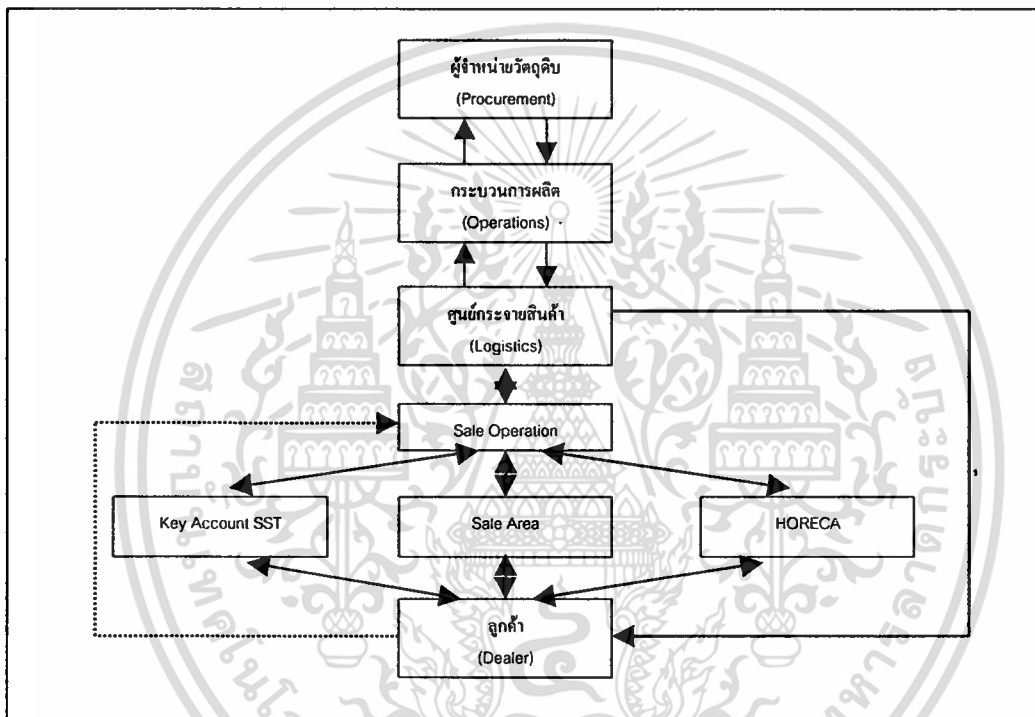 ผู้จำหน่ายวัตถุดิบ
(Procurement)
กระบวนการผลิต
(Operations)
ศูนย์กระจายสินค้า
(Logistics)
Sale Operation
Key Account SST
Sale Area
HORECA
ลูกค้า
(Dealer)